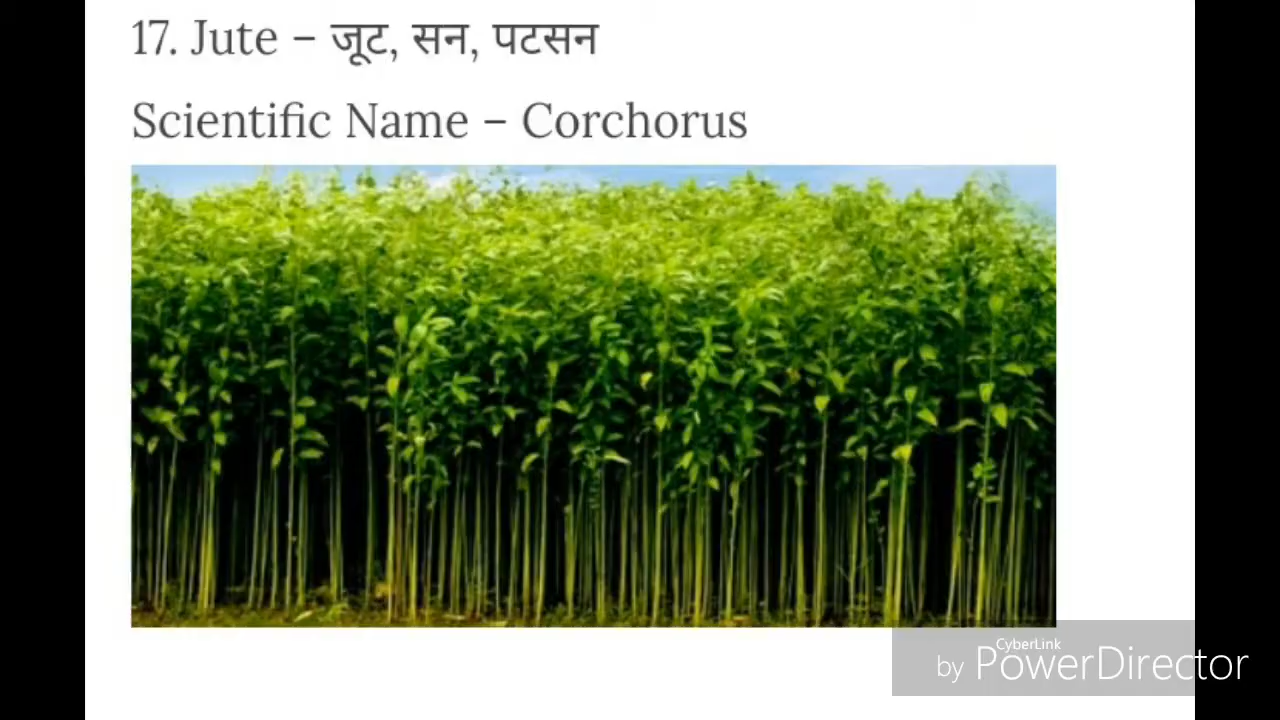 17. Jute – जूट, सन, पटसन
Scientific Name – Corchorus
CyberLink
by PowerDirector